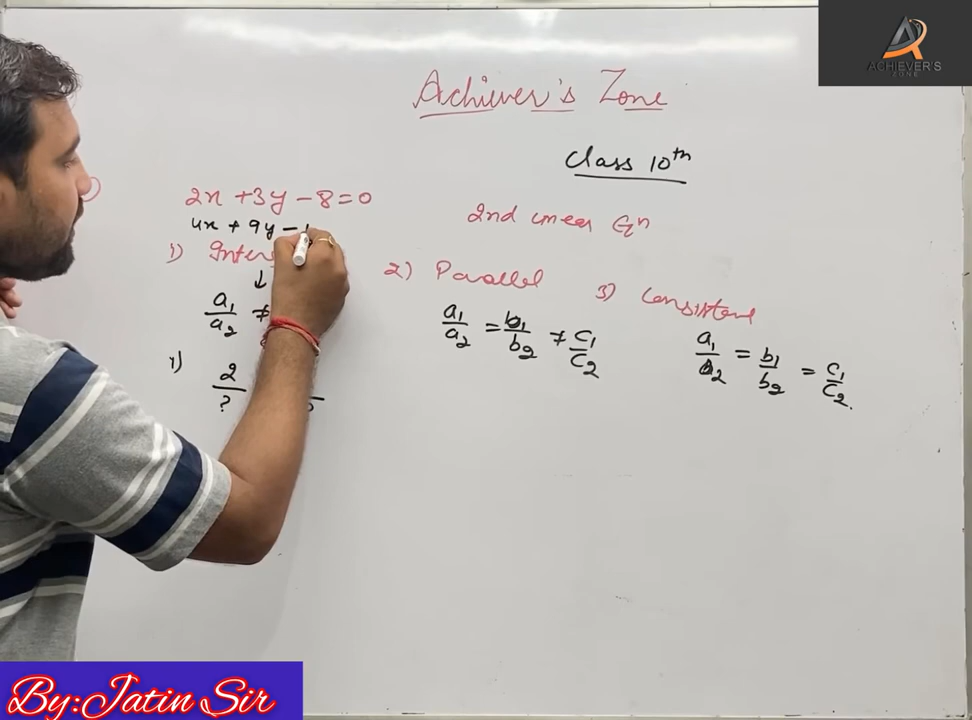 ACHIEVER'S
ZONE
Achiever's Zone
Class 10th
2x + 3y - 8 = 0
2nd linear Eqn
4x + 9y -
1) Inter
2) Parallel
3) Consistent
a1/a2 ≠
a1/a2 = b1/b2 ≠ c1/c2
a1/a2 = b1/b2 = c1/c2.
1) 2/?
By:Jatin Sir